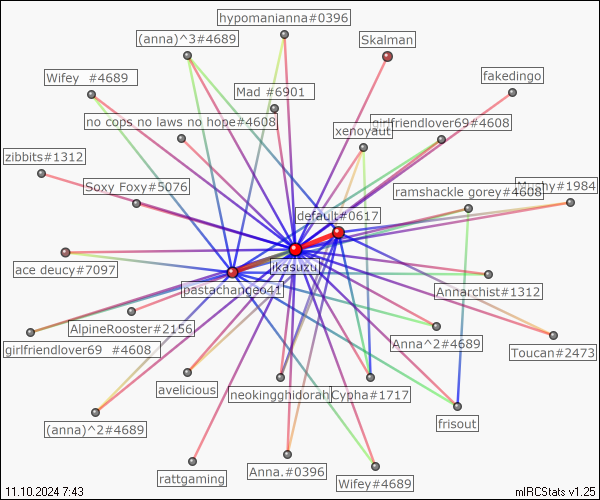 hypomanianna#0396
(anna)^3#4689
Skalman
Wifey #4689
fakedingo
Mad #6901
no cops no laws no hope#4608
girlfriendlover69#4608
xenoyaut
zibbits#1312
Soxy Foxy#5076
ramshackle gorey#4608
#1984
default#0617
ikasuzu
ace deucy#7097
pastachange41
Annarchist#1312
AlpineRooster#2156
girlfriendlover69 #4608
Anna^2#4689
Toucan#2473
avelicious
neokingghidorah
Cypha#1717
(anna)^2#4689
frisout
rattgaming
Anna.#0396
Wifey#4689
11.10.2024 7:43
mIRCStats v1.25